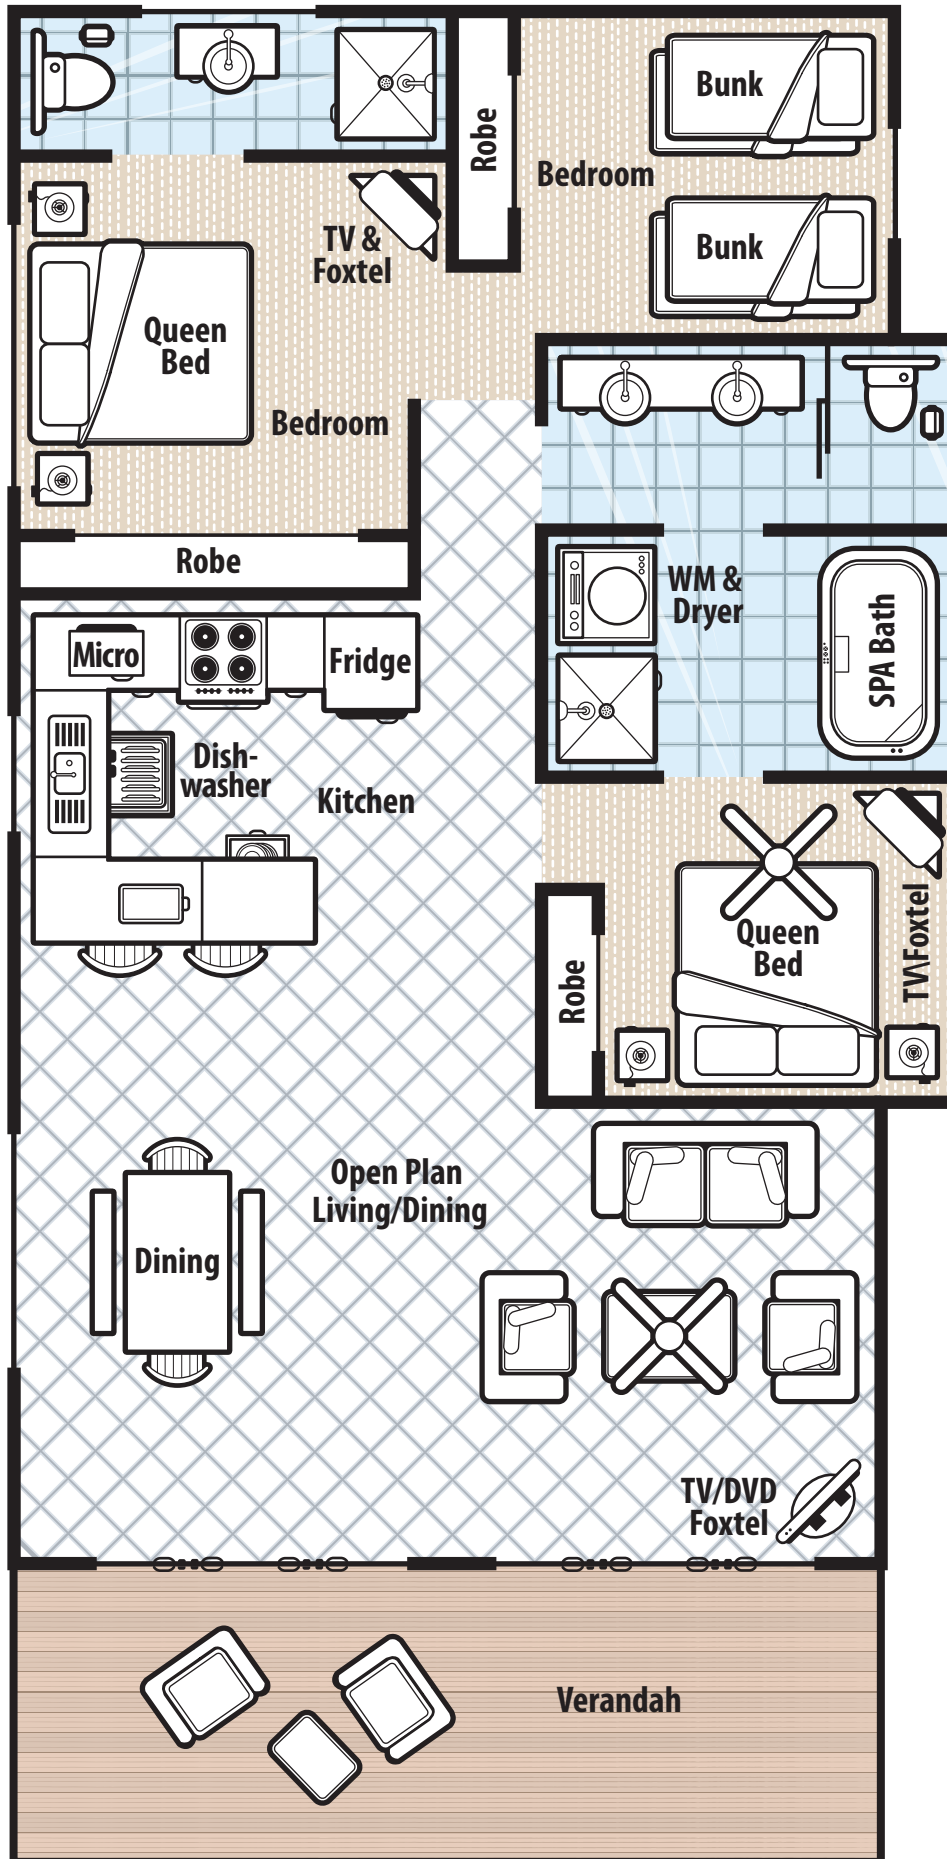 Bunk
Robe
Bedroom
TV &
Foxtel
Bunk
Queen
Bed
Bedroom
Robe
WM &
Dryer
SPA Bath
Micro
Fridge
Dish-
washer
Kitchen
TV\Foxtel
Queen
Bed
Robe
Open Plan
Living/Dining
Dining
TV/DVD
Foxtel
Verandah